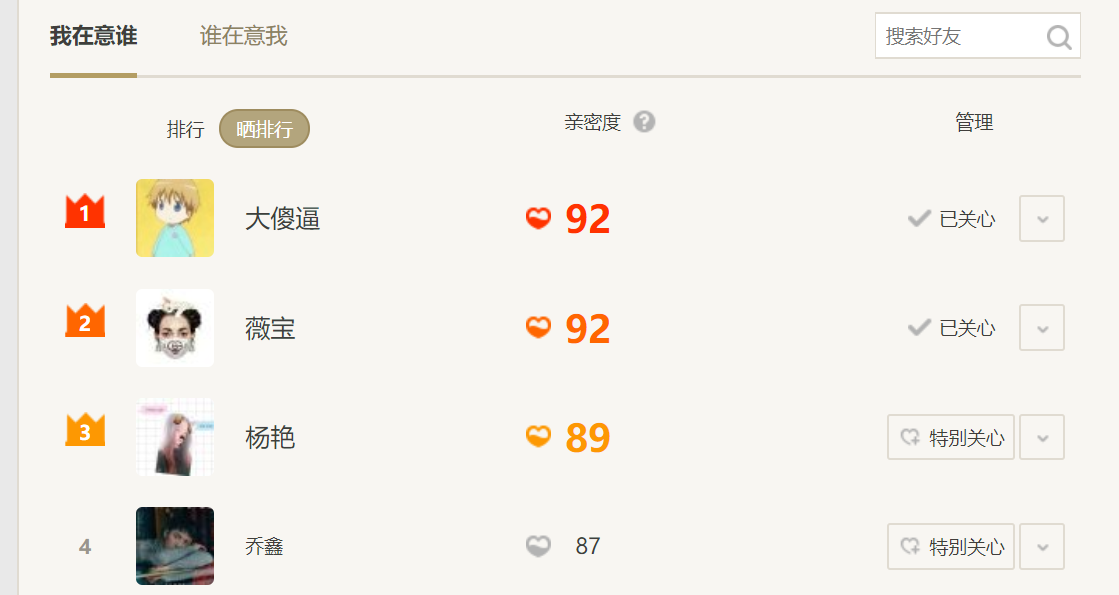 我在意谁 谁在意我 搜索好友
排行 晒排行 亲密度 ? 管理
1 大傻逼 92 已关心
2 薇宝 92 已关心
3 杨艳 89 特别关心
4 乔鑫 87 特别关心